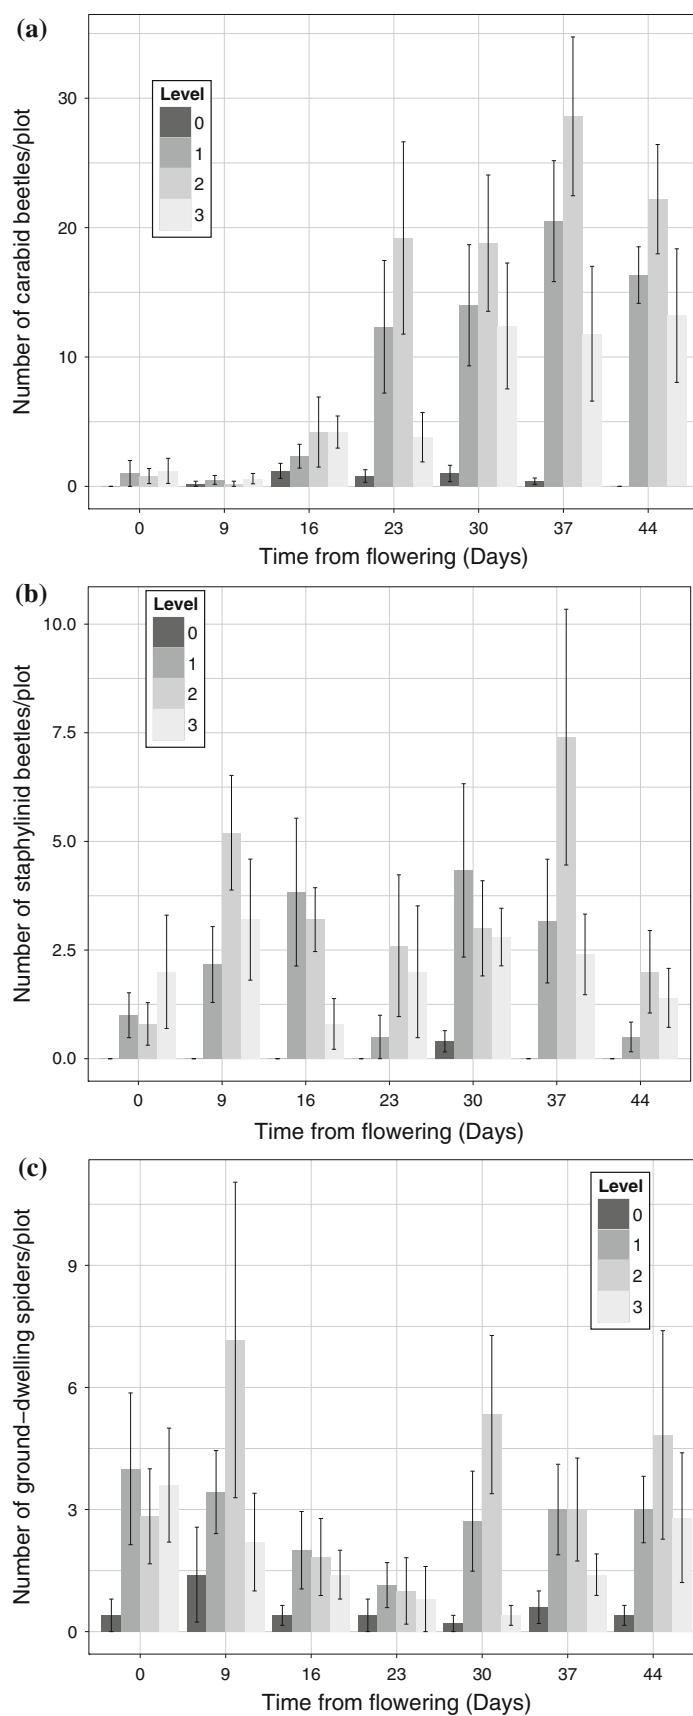 (a)
Number of carabid beetles/plot
30
20
10
0
Level
0
1
2
3
0 9 16 23 30 37 44
Time from flowering (Days)
(b)
Number of staphylinid beetles/plot
10.0
7.5
5.0
2.5
0.0
Level
0
1
2
3
0 9 16 23 30 37 44
Time from flowering (Days)
(c)
Number of ground−dwelling spiders/plot
9
6
3
0
Level
0
1
2
3
0 9 16 23 30 37 44
Time from flowering (Days)